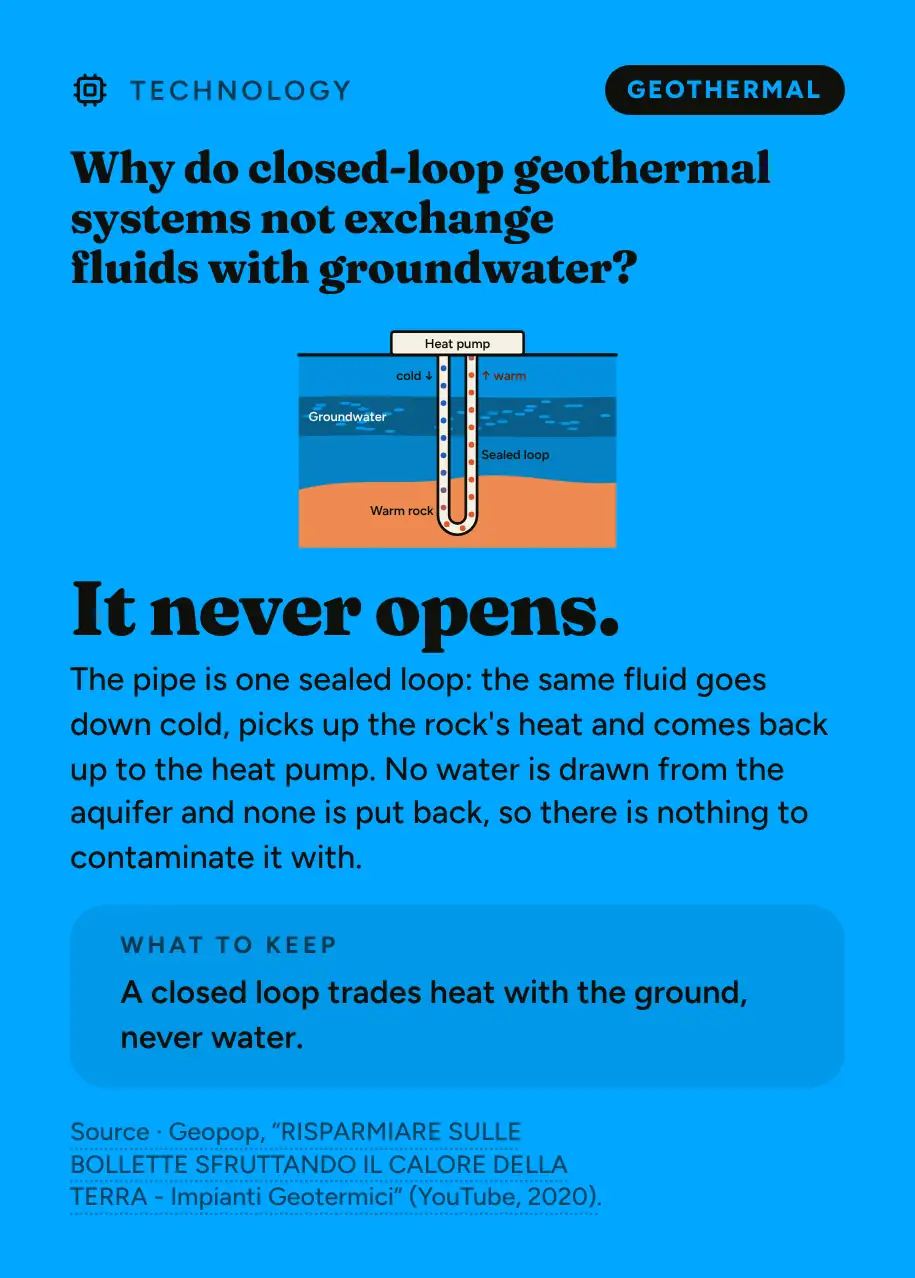 TECHNOLOGY
GEOTHERMAL
Why do closed-loop geothermal
systems not exchange
fluids with groundwater?
Heat pump
cold ↓
↑ warm
Groundwater
Sealed loop
Warm rock
It never opens.
The pipe is one sealed loop: the same fluid goes
down cold, picks up the rock's heat and comes back
up to the heat pump. No water is drawn from the
aquifer and none is put back, so there is nothing to
contaminate it with.
WHAT TO KEEP
A closed loop trades heat with the ground,
never water.
Source · Geopop, “RISPARMIARE SULLE
BOLLETTE SFRUTTANDO IL CALORE DELLA
TERRA - Impianti Geotermici” (YouTube, 2020).